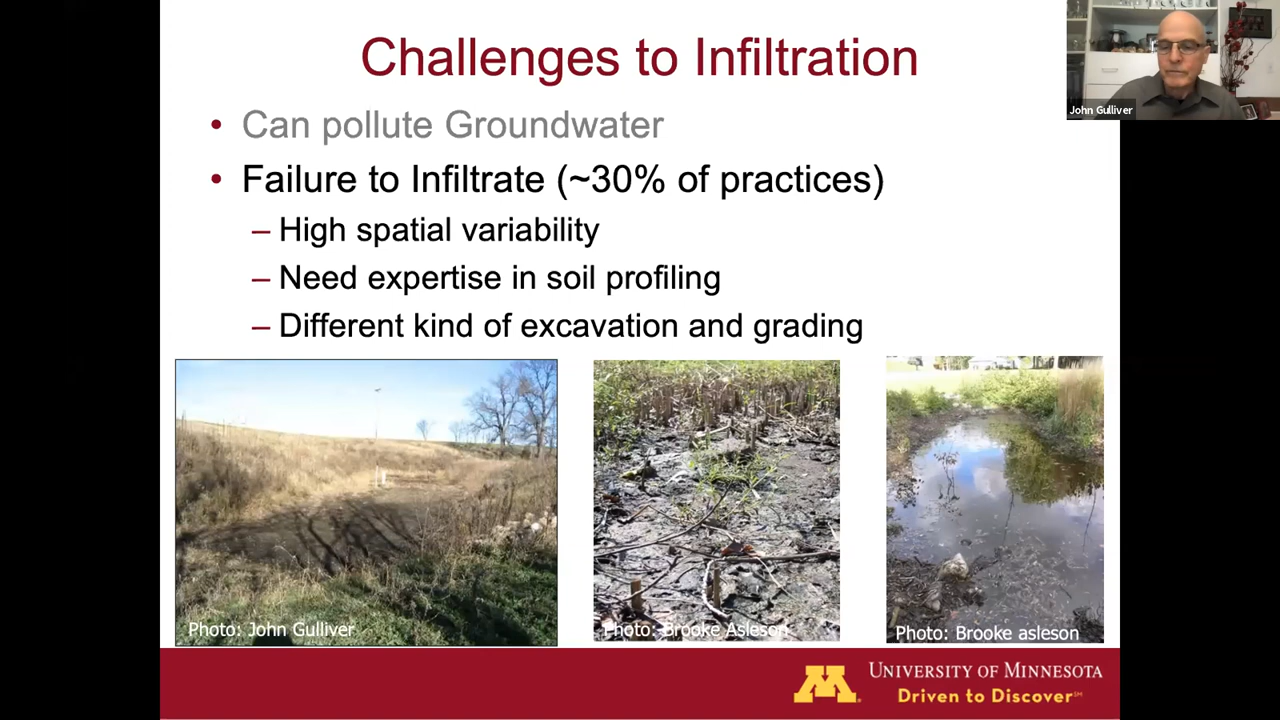 Challenges to Infiltration
John Gulliver
• Can pollute Groundwater
• Failure to Infiltrate (~30% of practices)
– High spatial variability
– Need expertise in soil profiling
– Different kind of excavation and grading
Photo: John Gulliver
Photo: Brooke Asleson
Photo: Brooke asleson
M
UNIVERSITY OF MINNESOTA
Driven to Discover℠